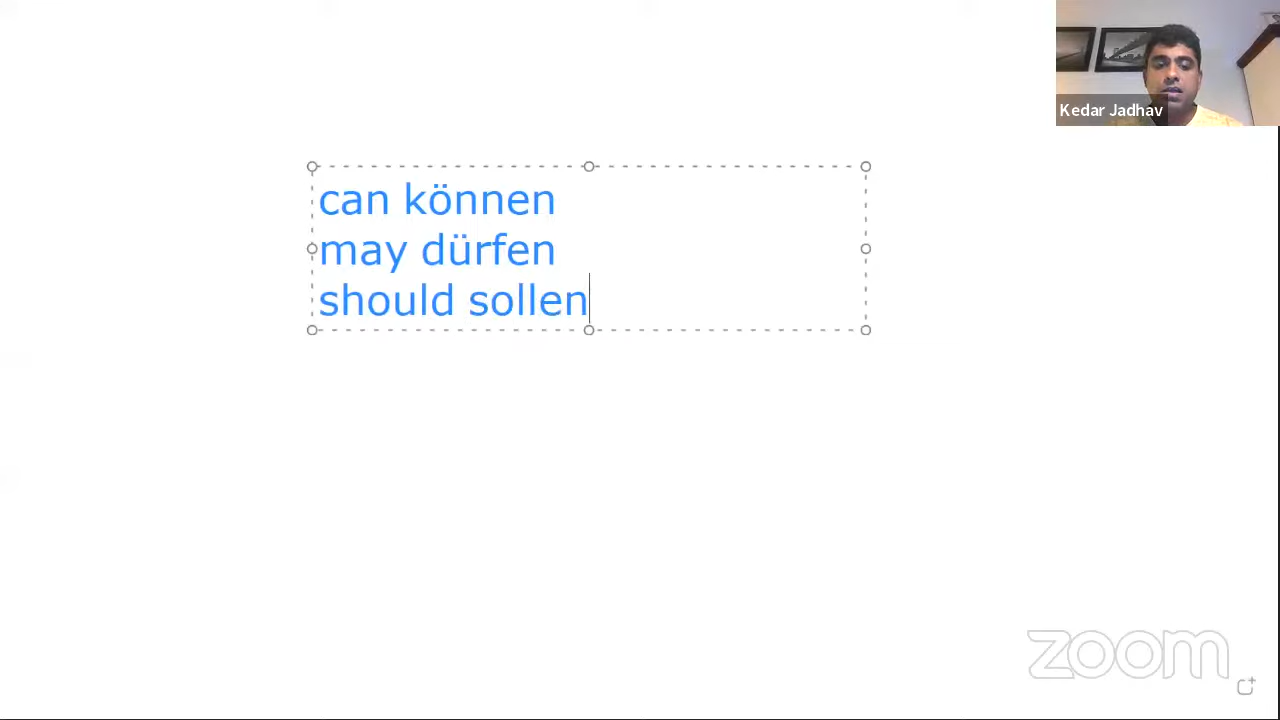 Kedar Jadhav
can können
may dürfen
should sollen
zoom